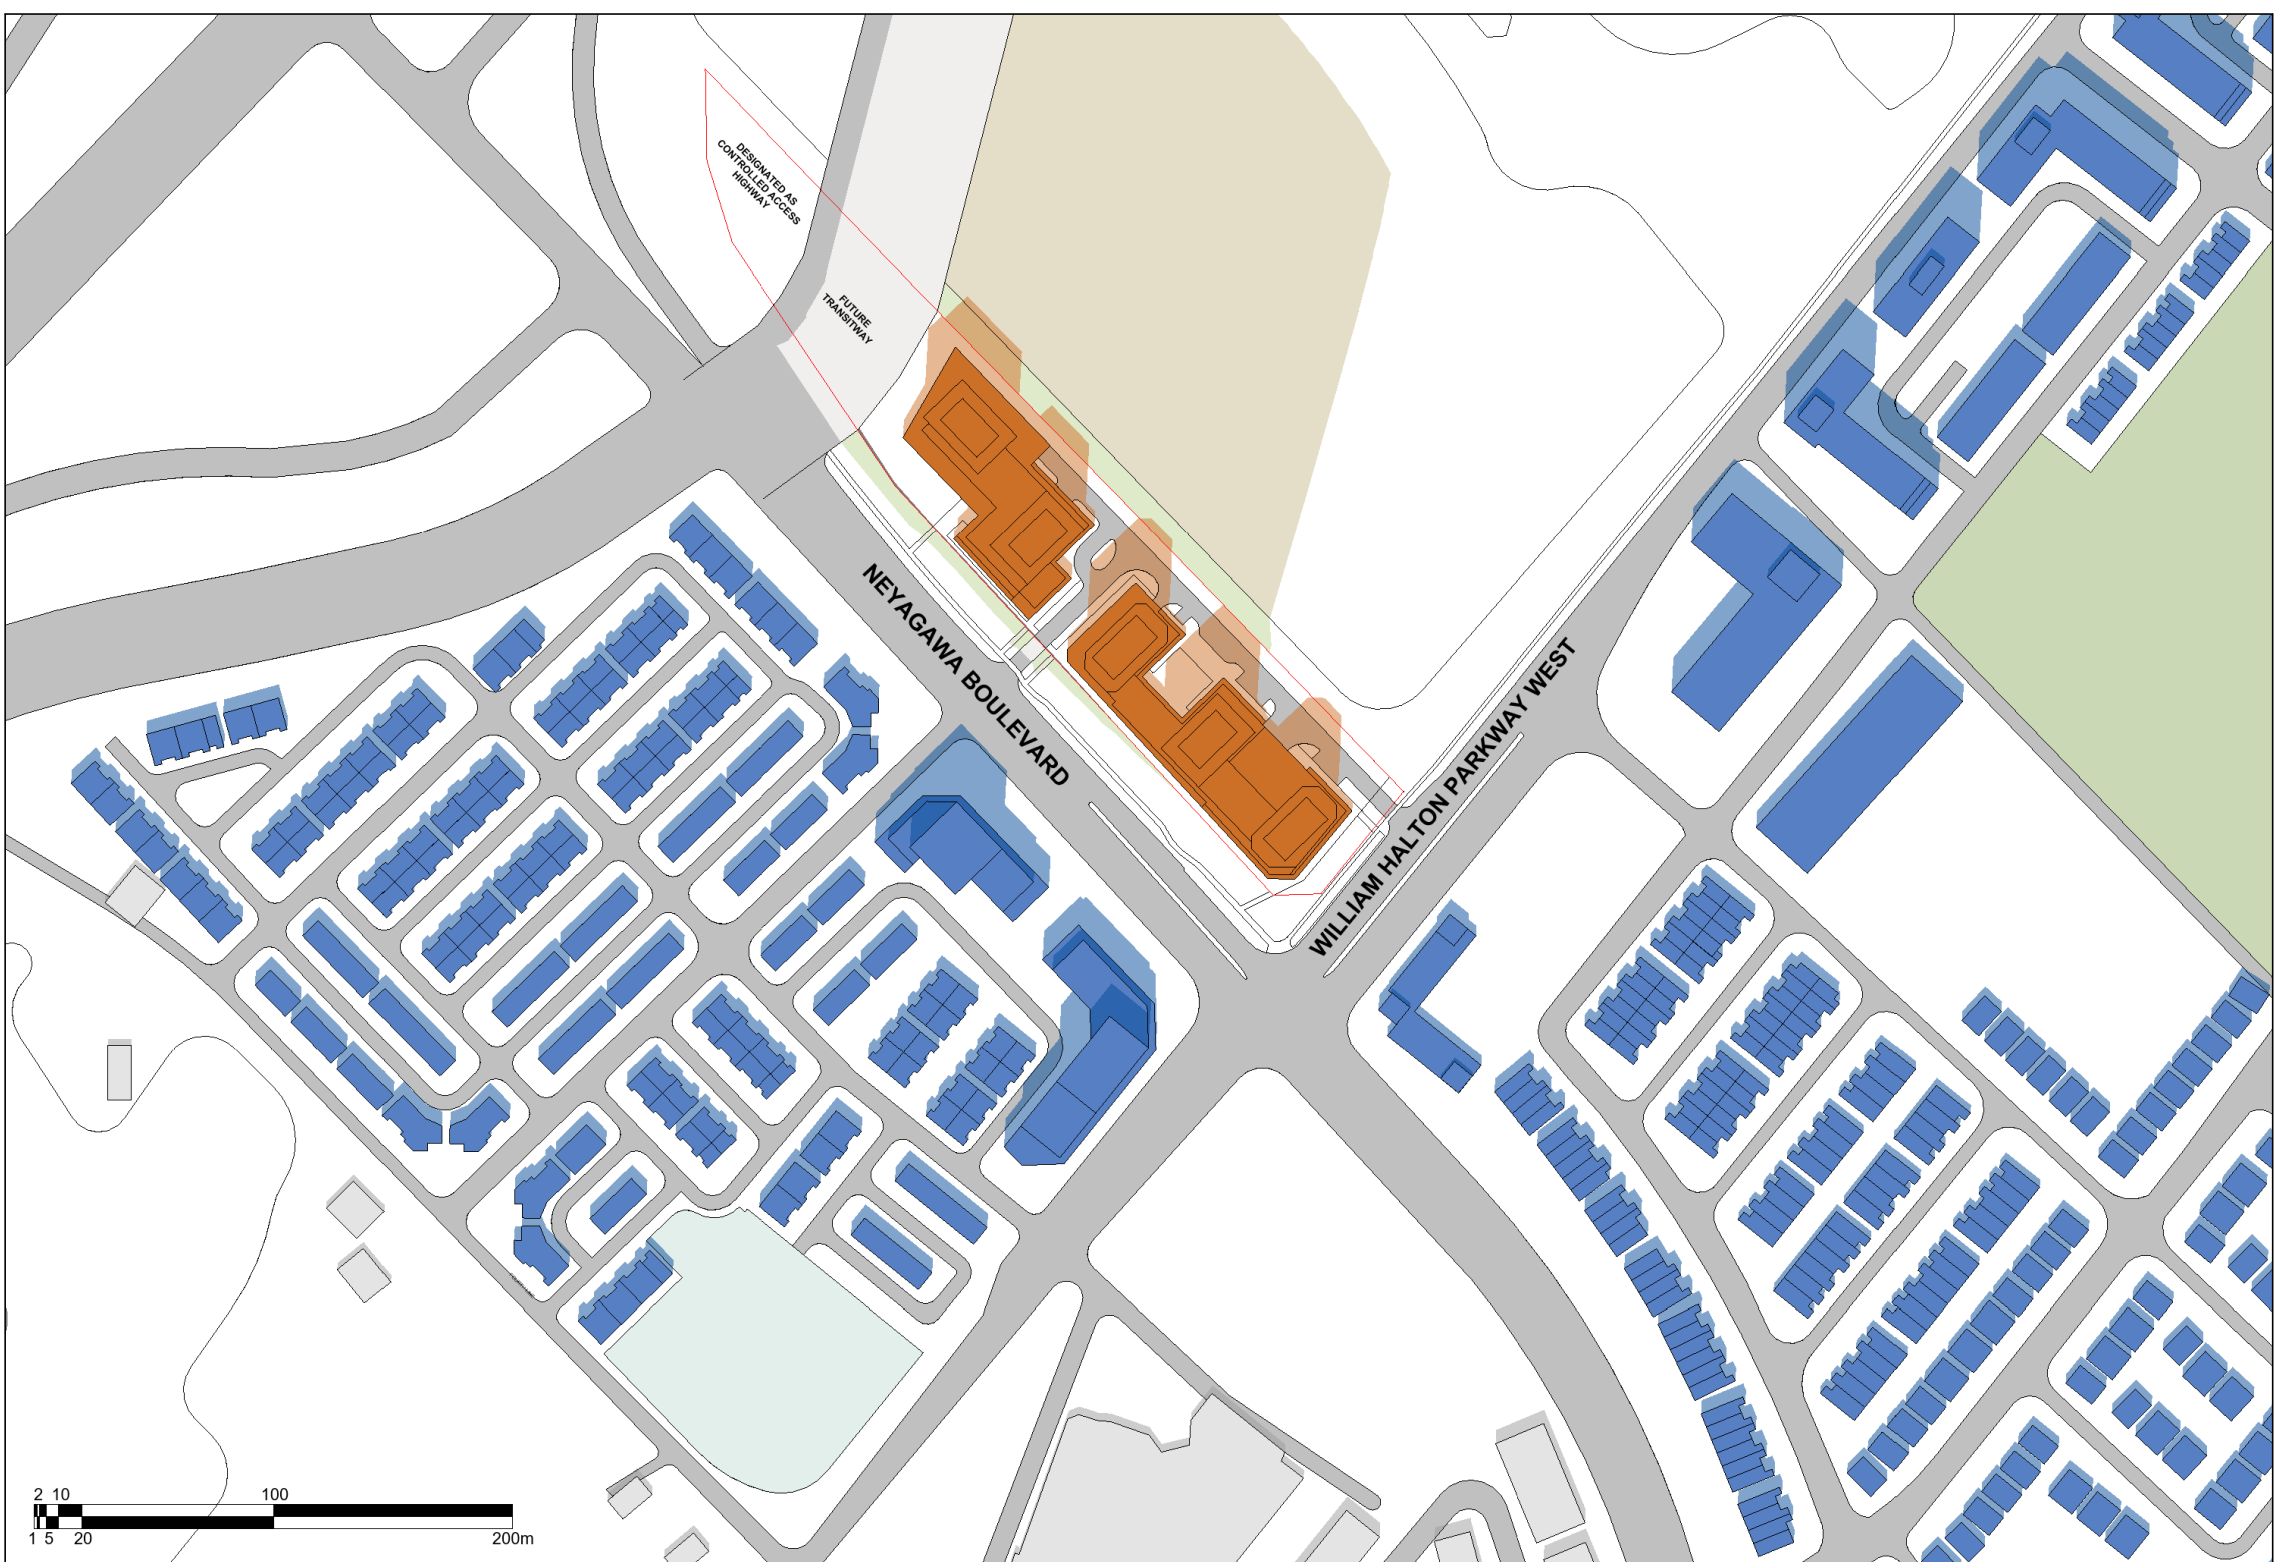 DESIGNATED AS
CONTROLLED ACCESS
HIGHWAY
FUTURE
TRANSITWAY
NEYAGAWA BOULEVARD
WILLIAM HALTON PARKWAY WEST
2 10 100
1 5 20 200m